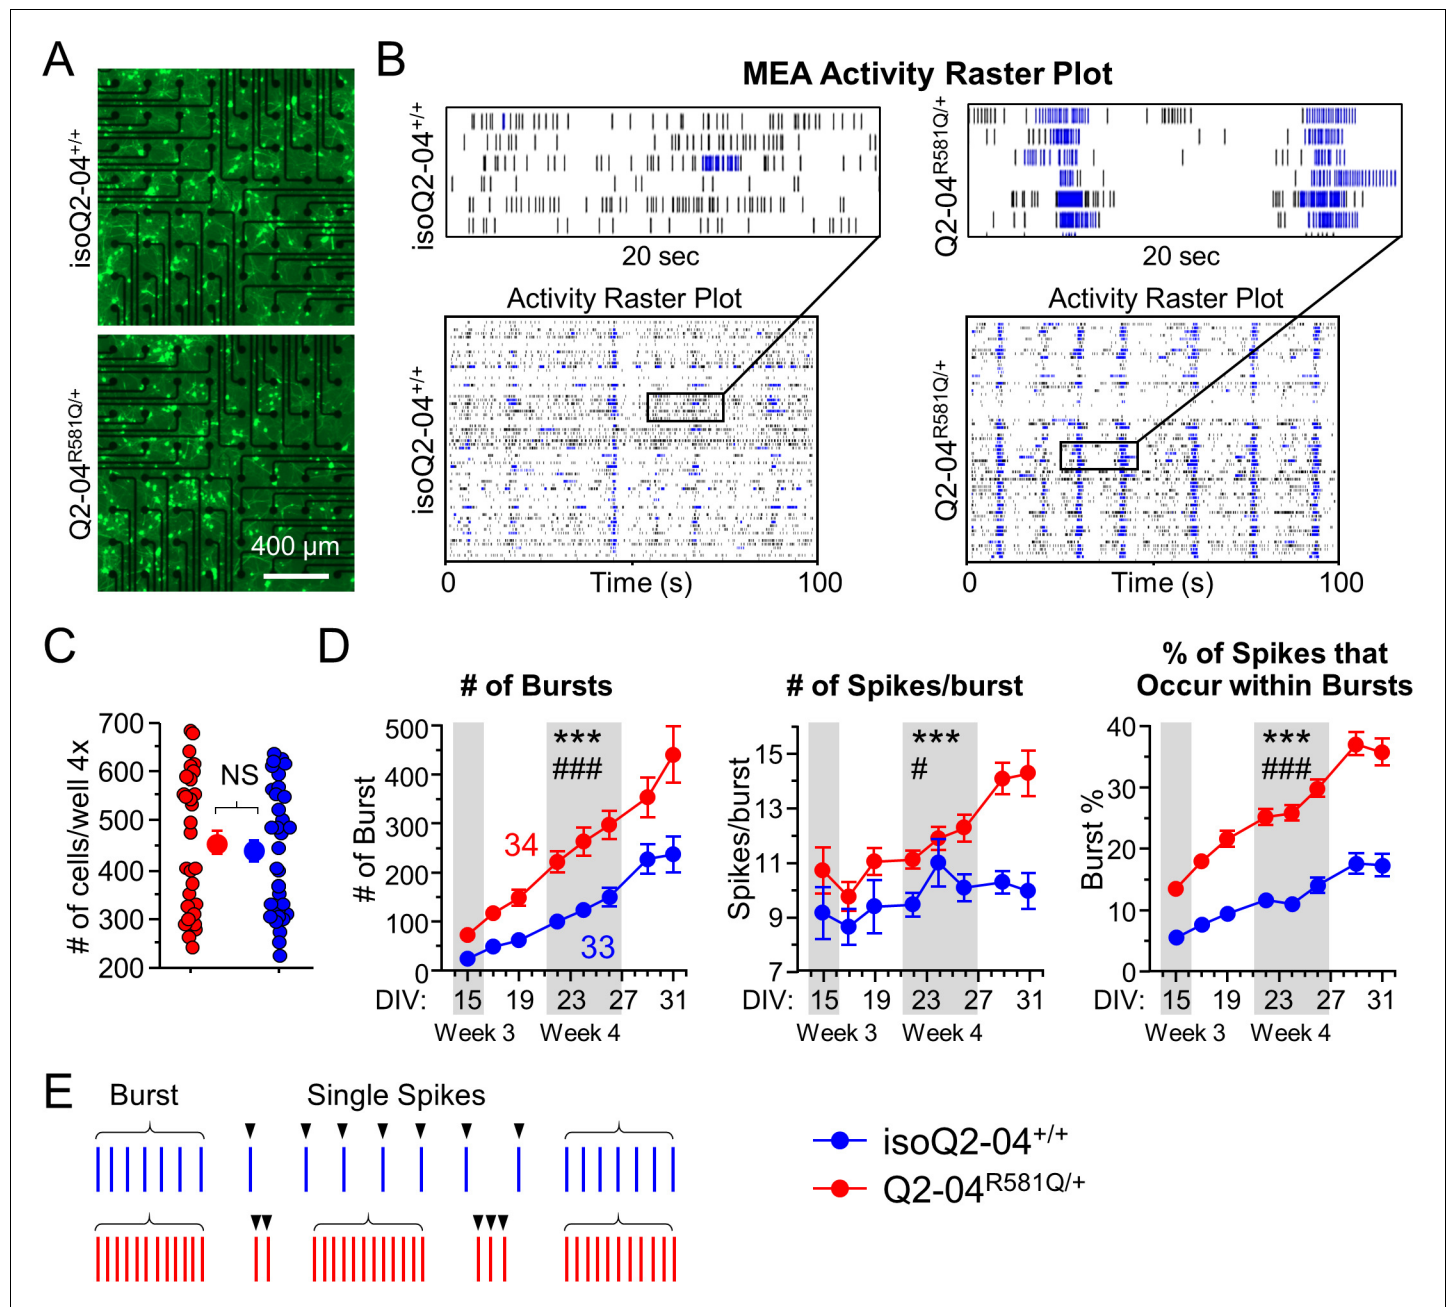 A
isoQ2-04+/+
Q2-04R581Q/+
400 µm
B
MEA Activity Raster Plot
isoQ2-04+/+
20 sec
Q2-04R581Q/+
20 sec
Activity Raster Plot
isoQ2-04+/+
0 Time (s) 100
Activity Raster Plot
Q2-04R581Q/+
0 Time (s) 100
C
# of cells/well 4x
700
600
500
400
300
200
NS
D
# of Bursts
# of Burst
500
400
300
200
100
0
***
###
34
33
DIV: 15 19 23 27 31
Week 3 Week 4
# of Spikes/burst
Spikes/burst
15
13
11
9
7
***
#
DIV: 15 19 23 27 31
Week 3 Week 4
% of Spikes that
Occur within Bursts
Burst %
40
30
20
10
0
***
###
DIV: 15 19 23 27 31
Week 3 Week 4
E
Burst Single Spikes
isoQ2-04+/+
Q2-04R581Q/+